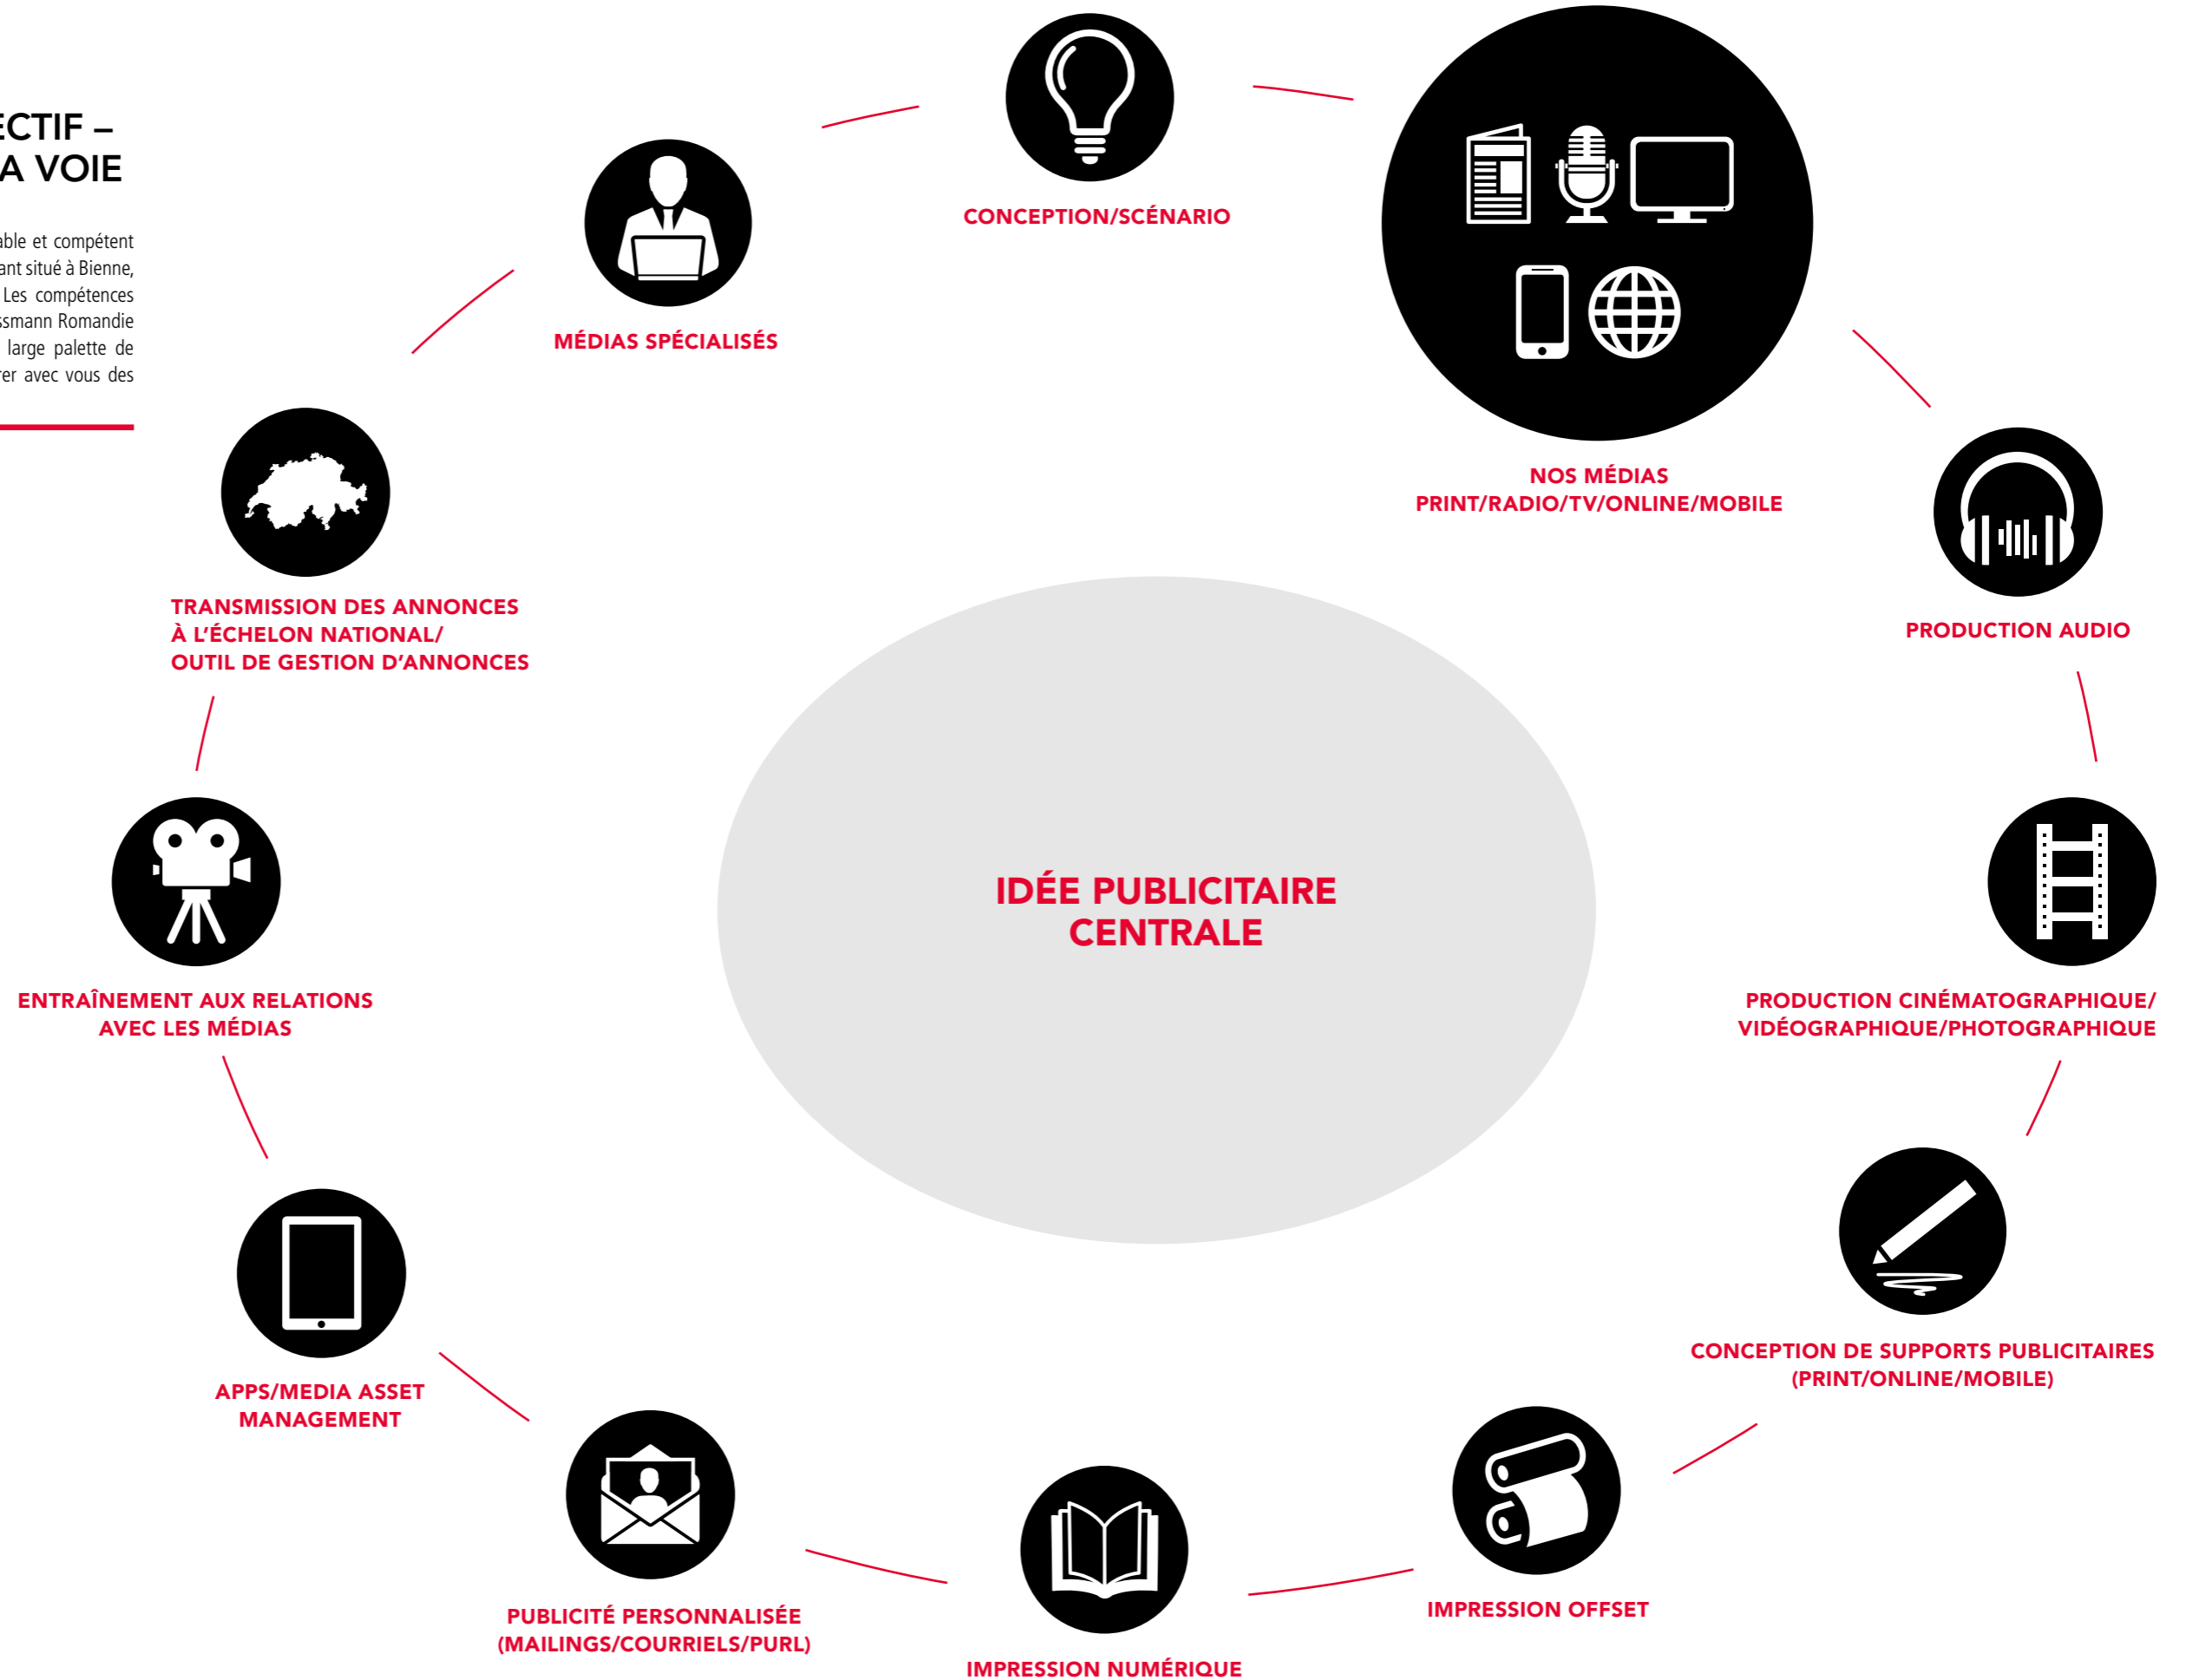 ECTIF –
A VOIE
able et compétent
ant situé à Bienne,
Les compétences
ssmann Romandie
large palette de
rer avec vous des
CONCEPTION/SCÉNARIO
MÉDIAS SPÉCIALISÉS
NOS MÉDIAS
PRINT/RADIO/TV/ONLINE/MOBILE
TRANSMISSION DES ANNONCES
À L’ÉCHELON NATIONAL/
OUTIL DE GESTION D’ANNONCES
PRODUCTION AUDIO
IDÉE PUBLICITAIRE
CENTRALE
ENTRAÎNEMENT AUX RELATIONS
AVEC LES MÉDIAS
PRODUCTION CINÉMATOGRAPHIQUE/
VIDÉOGRAPHIQUE/PHOTOGRAPHIQUE
CONCEPTION DE SUPPORTS PUBLICITAIRES
(PRINT/ONLINE/MOBILE)
APPS/MEDIA ASSET
MANAGEMENT
PUBLICITÉ PERSONNALISÉE
(MAILINGS/COURRIELS/PURL)
IMPRESSION OFFSET
IMPRESSION NUMÉRIQUE